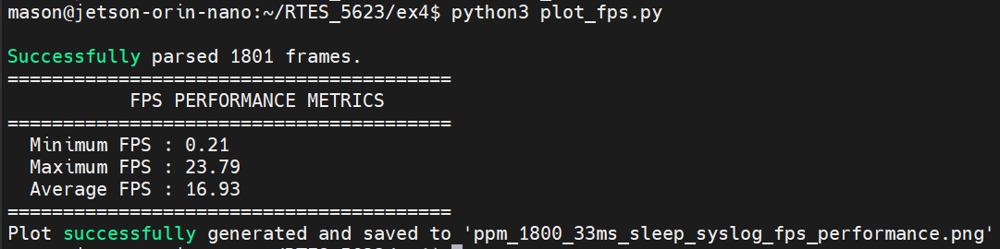 mason@jetson-orin-nano:~/RTES_5623/ex4$ python3 plot_fps.py
Successfully parsed 1801 frames.
========================================
FPS PERFORMANCE METRICS
========================================
Minimum FPS : 0.21
Maximum FPS : 23.79
Average FPS : 16.93
========================================
Plot successfully generated and saved to 'ppm_1800_33ms_sleep_syslog_fps_performance.png'